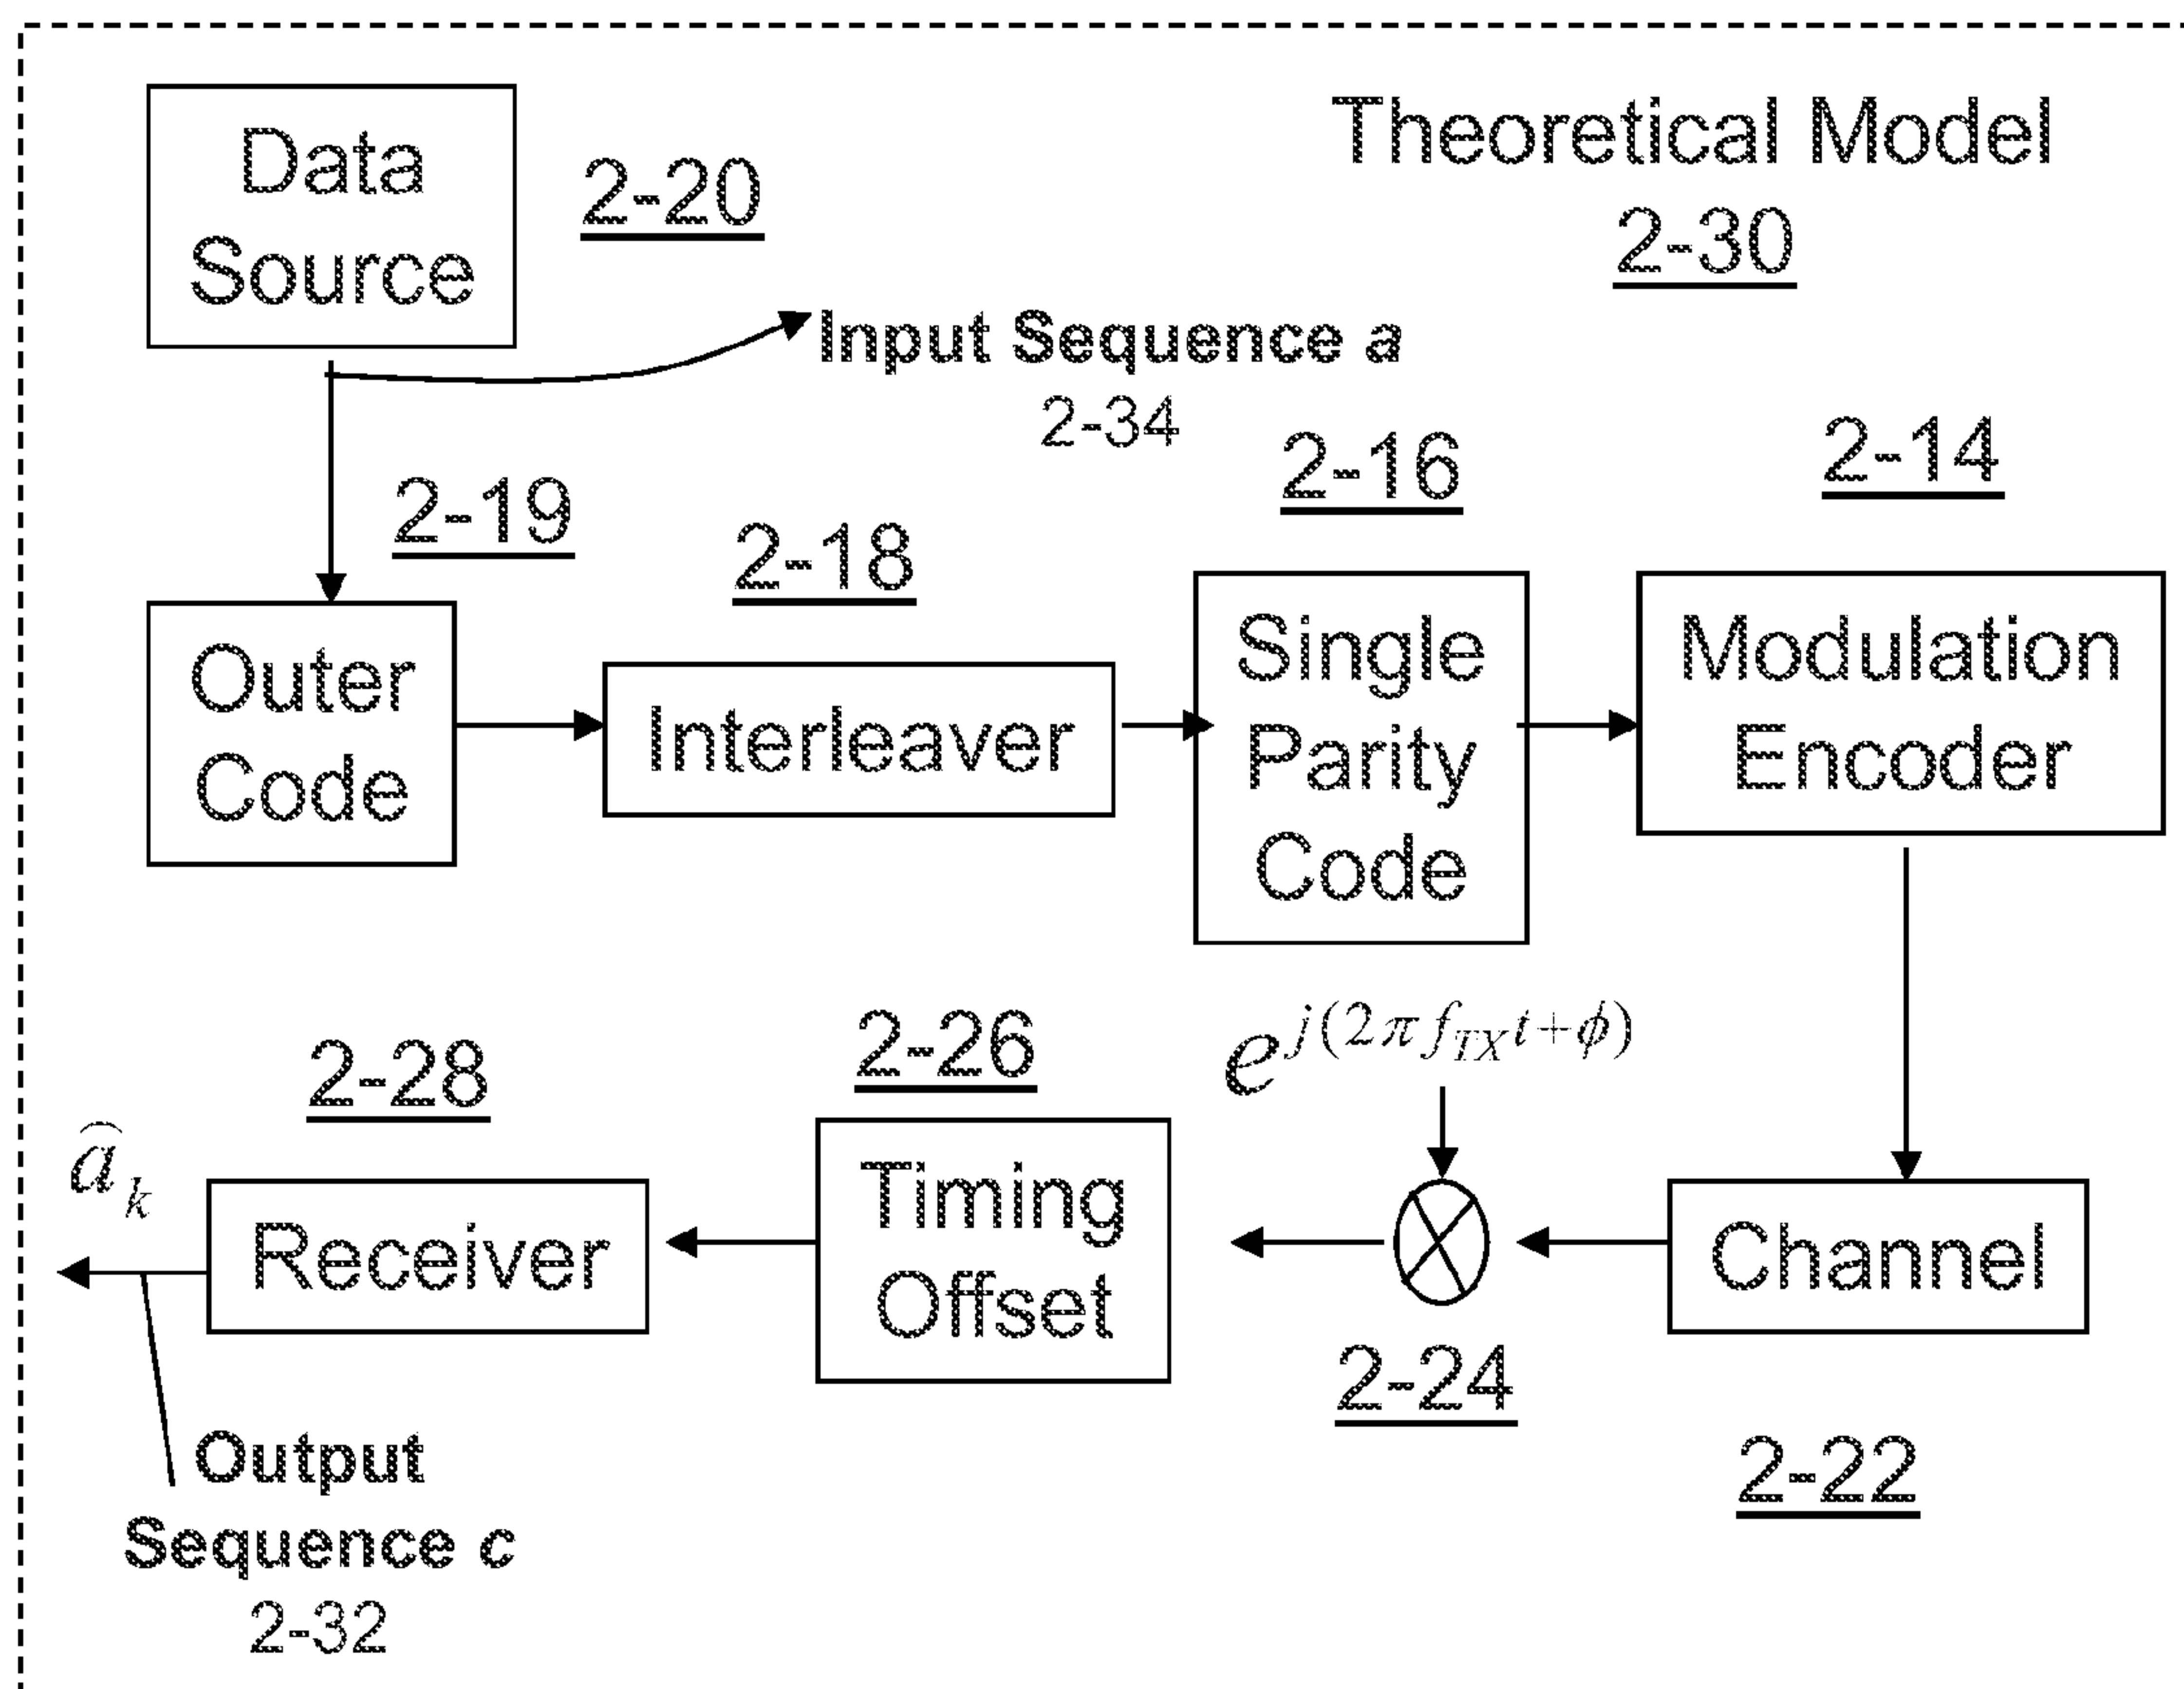 Data
Source
2-20
Theoretical Model
2-30
Input Sequence a
2-34
2-19
2-18
2-16
2-14
Outer
Code
Interleaver
Single
Parity
Code
Modulation
Encoder
2-28
2-26
e^{j(2πf_{TX}t+ϕ)}
â_k
Receiver
Timing
Offset
Channel
2-24
2-22
Output
Sequence c
2-32